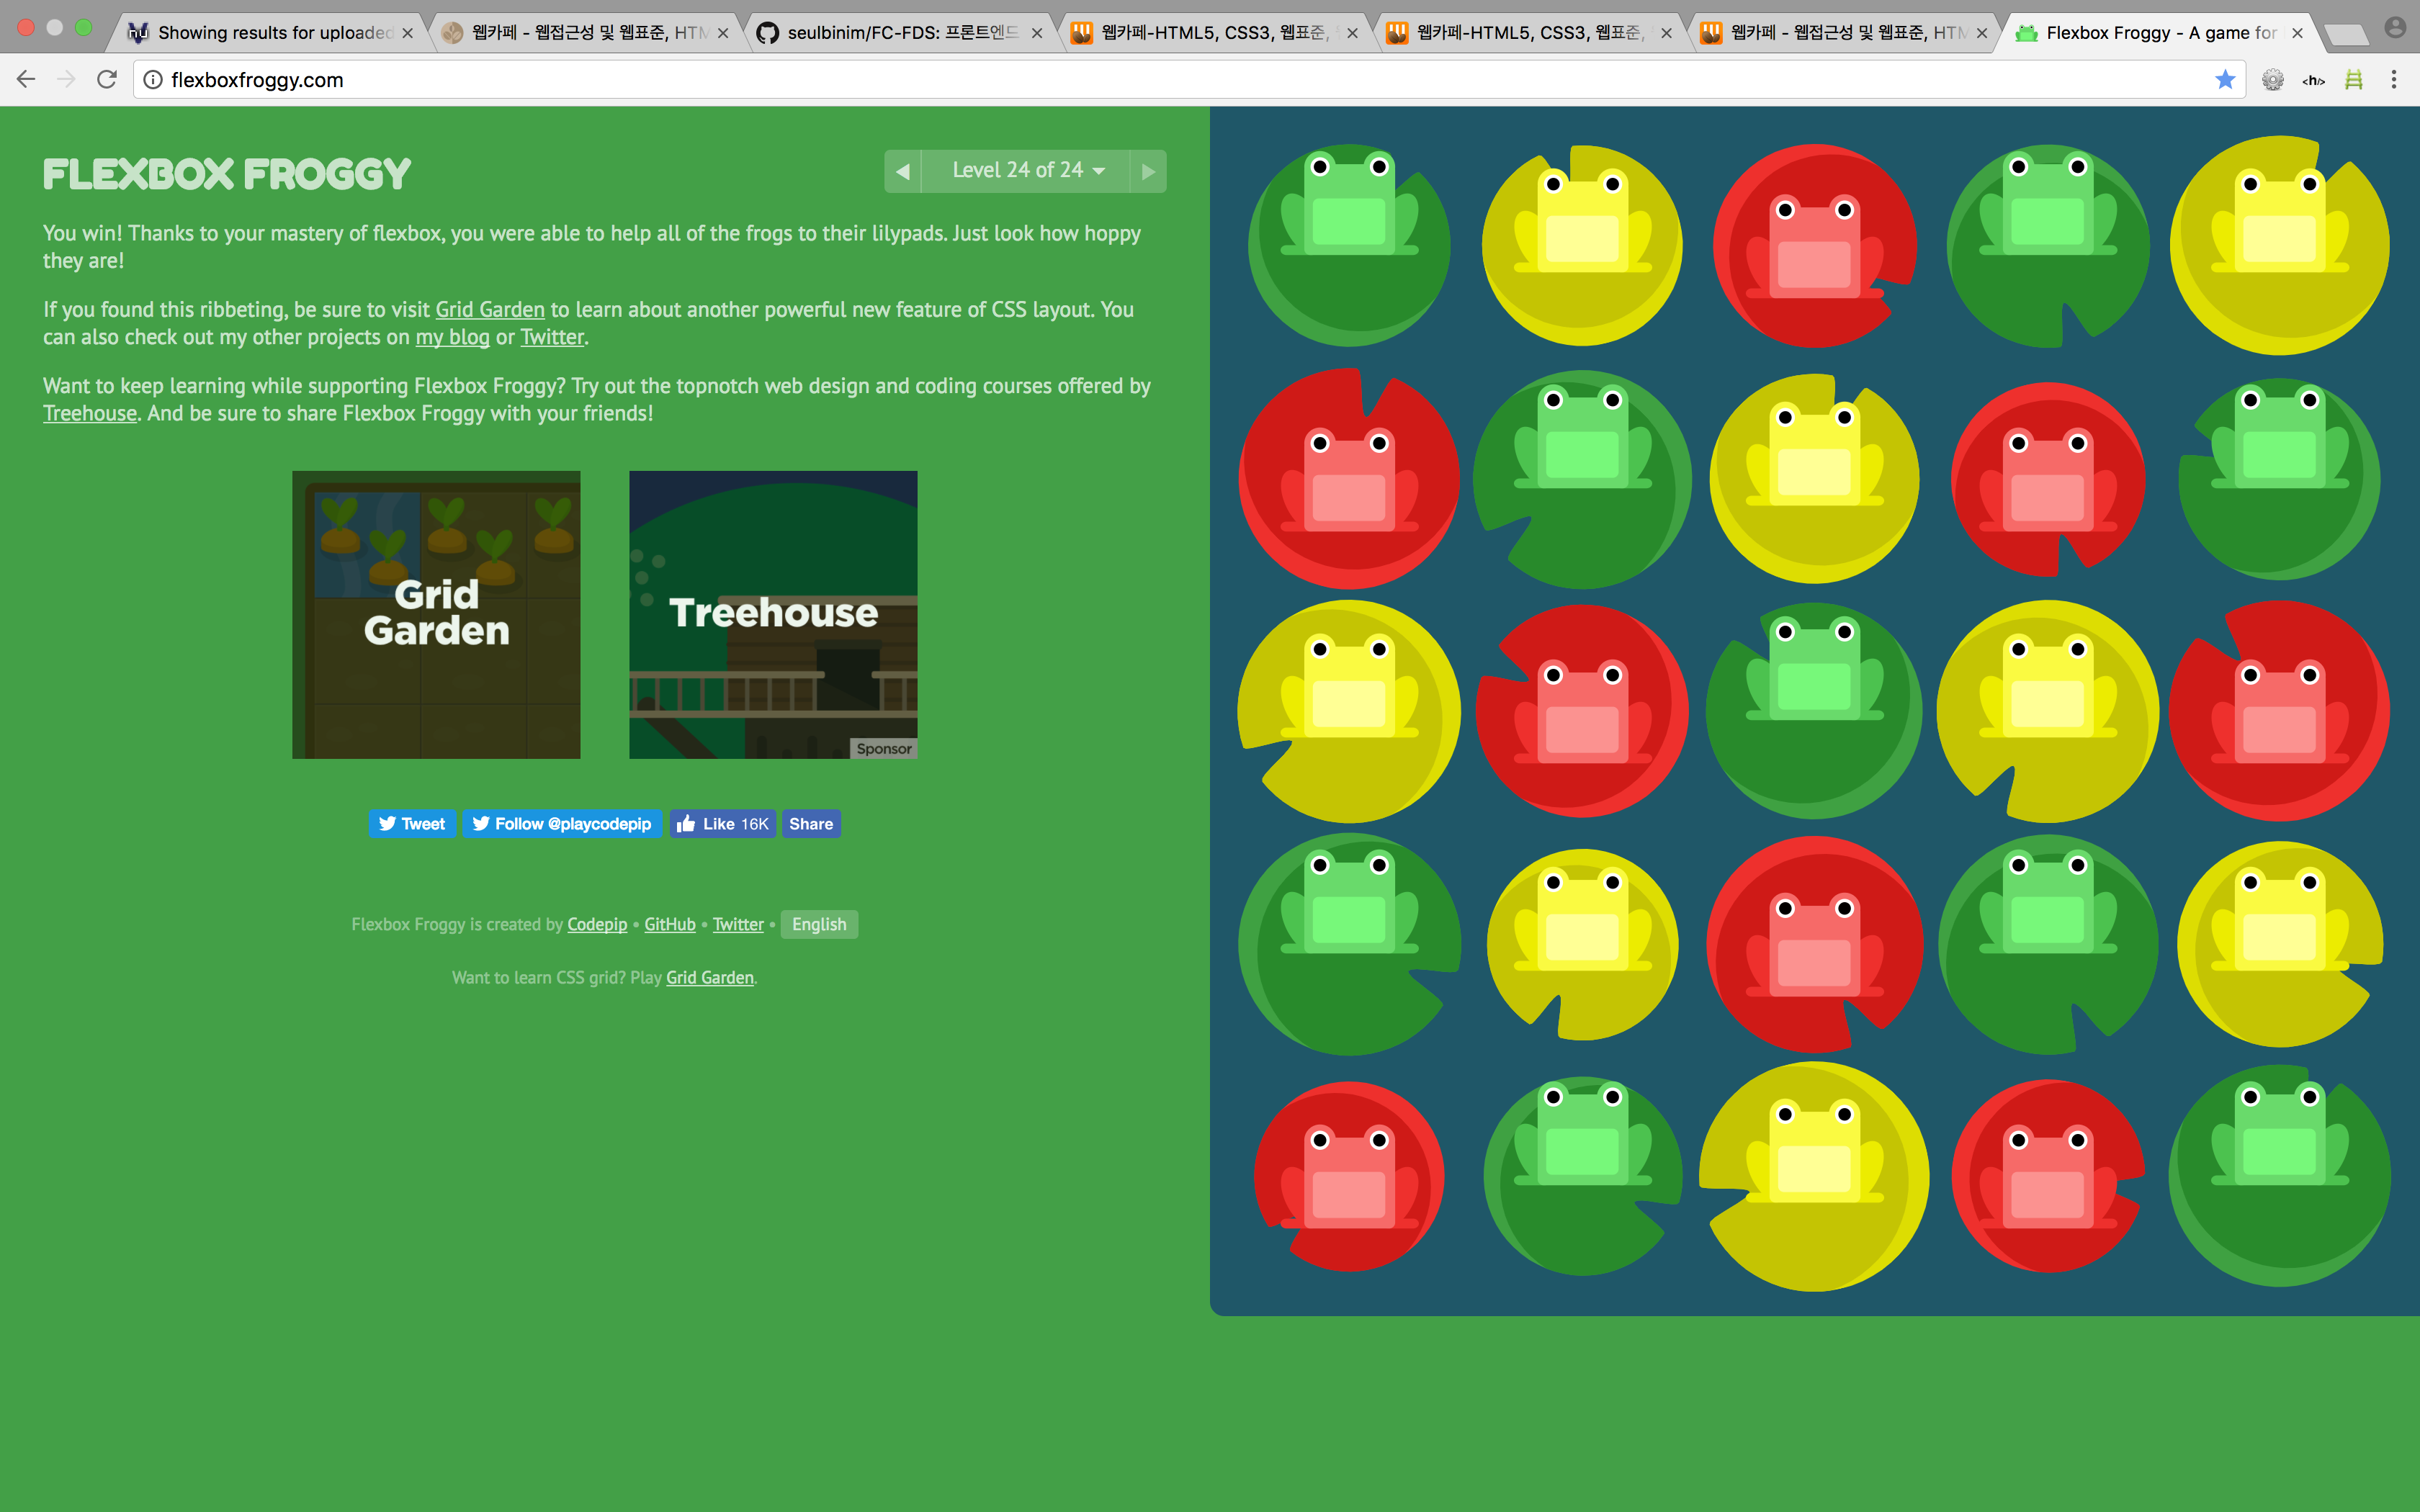 Showing results for uploaded
웹카페 - 웹접근성 및 웹표준, HTM
seulbinim/FC-FDS: 프론트엔드
웹카페-HTML5, CSS3, 웹표준,
웹카페-HTML5, CSS3, 웹표준,
웹카페 - 웹접근성 및 웹표준, HTM
Flexbox Froggy - A game for
flexboxfroggy.com
<h/>
FLEXBOX FROGGY
Level 24 of 24
You win! Thanks to your mastery of flexbox, you were able to help all of the frogs to their lilypads. Just look how hoppy
they are!
If you found this ribbeting, be sure to visit Grid Garden to learn about another powerful new feature of CSS layout. You
can also check out my other projects on my blog or Twitter.
Want to keep learning while supporting Flexbox Froggy? Try out the topnotch web design and coding courses offered by
Treehouse. And be sure to share Flexbox Froggy with your friends!
Grid
Garden
Treehouse
Sponsor
Tweet
Follow @playcodepip
Like 16K
Share
Flexbox Froggy is created by Codepip • GitHub • Twitter • English
Want to learn CSS grid? Play Grid Garden.